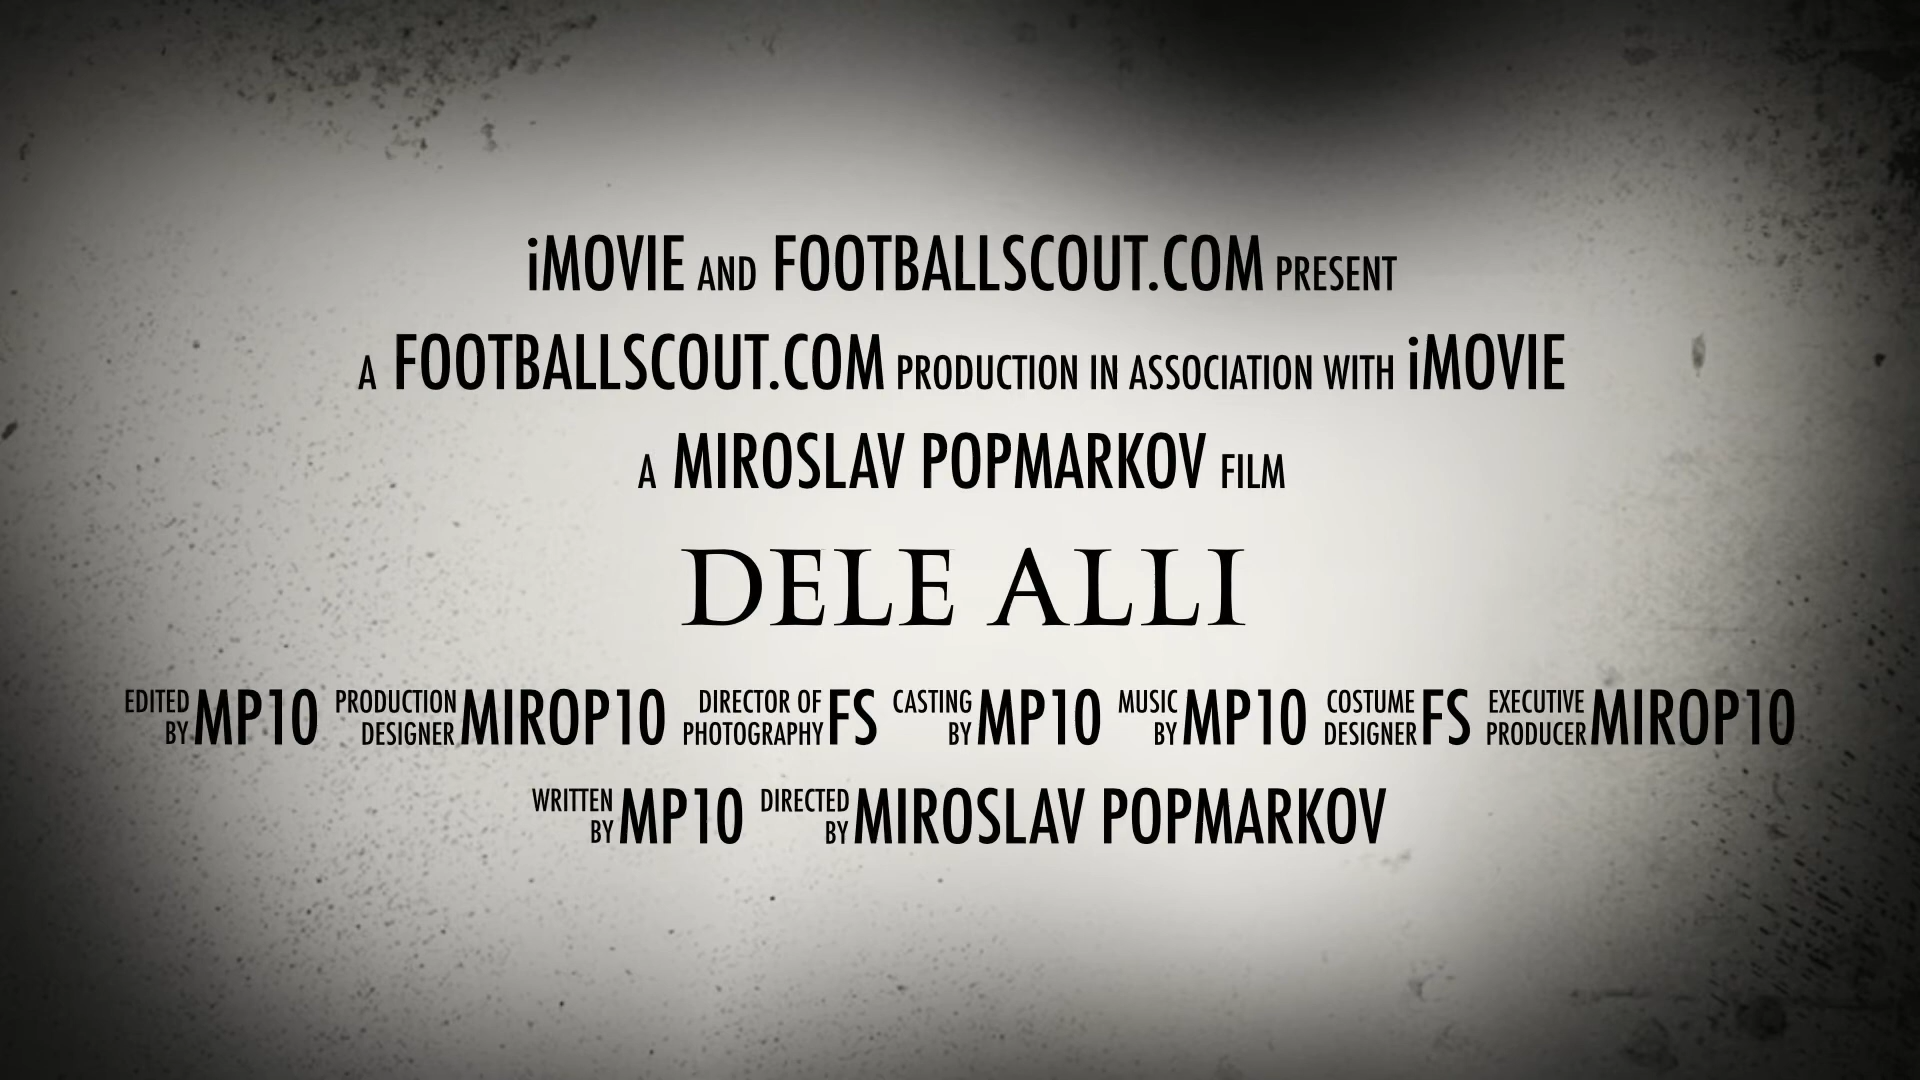 iMOVIE AND FOOTBALLSCOUT.COM PRESENT
A FOOTBALLSCOUT.COM PRODUCTION IN ASSOCIATION WITH iMOVIE
A MIROSLAV POPMARKOV FILM
DELE ALLI
EDITED BY MP10 PRODUCTION DESIGNER MIROP10 DIRECTOR OF PHOTOGRAPHY FS CASTING BY MP10 MUSIC BY MP10 COSTUME DESIGNER FS EXECUTIVE PRODUCER MIROP10
WRITTEN BY MP10 DIRECTED BY MIROSLAV POPMARKOV